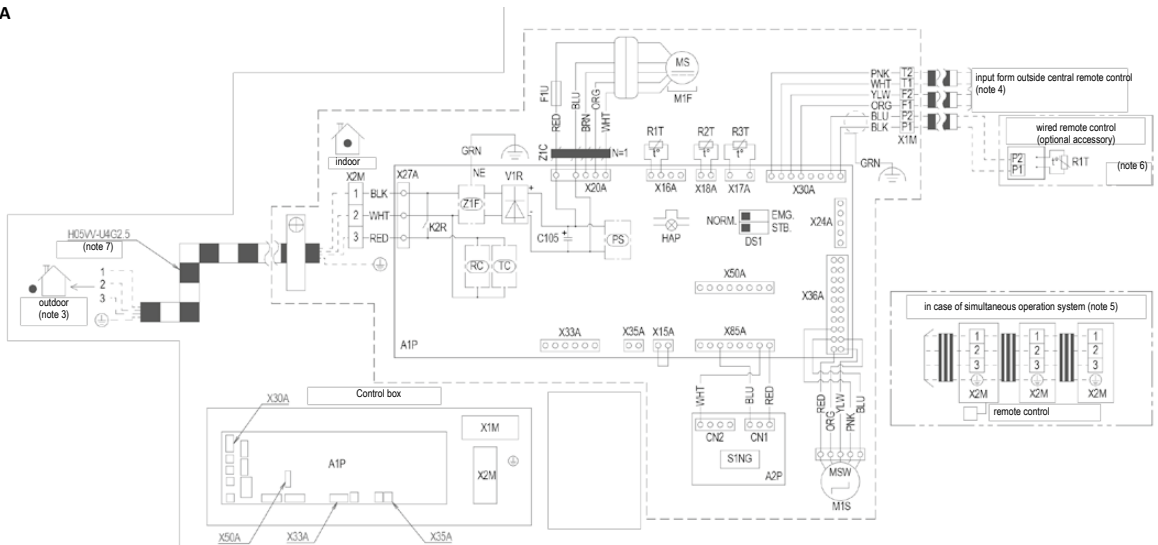 A
indoor
X2M
1
2
3
BLK
WHT
RED
X27A
GRN
NE
Z1F
V1R
K2R
RC
TC
C105
PS
F1U
RED
BLU
BRN
ORG
WHT
Z1C
N=1
MS
M1F
X20A
R1T
t°
X16A
R2T
t°
X18A
R3T
t°
X17A
HAP
NORM.
EMG.
STB.
DS1
X30A
X24A
X50A
X36A
X33A
X35A
X15A
X85A
A1P
PNK
WHT
YLW
ORG
BLU
BLK
T2
T1
F2
F1
P2
P1
X1M
GRN
input form outside central remote control
(note 4)
wired remote control
(optional accessory)
P2
P1
t°
R1T
(note 6)
H05VV-U4G2.5
(note 7)
outdoor
(note 3)
1
2
3
in case of simultaneous operation system (note 5)
1
2
3
X2M
1
2
3
X2M
1
2
3
X2M
remote control
WHT
BLU
RED
CN2
CN1
S1NG
A2P
RED
ORG
YLW
PNK
BLU
MSW
M1S
Control box
X30A
A1P
X1M
X2M
X50A
X33A
X35A